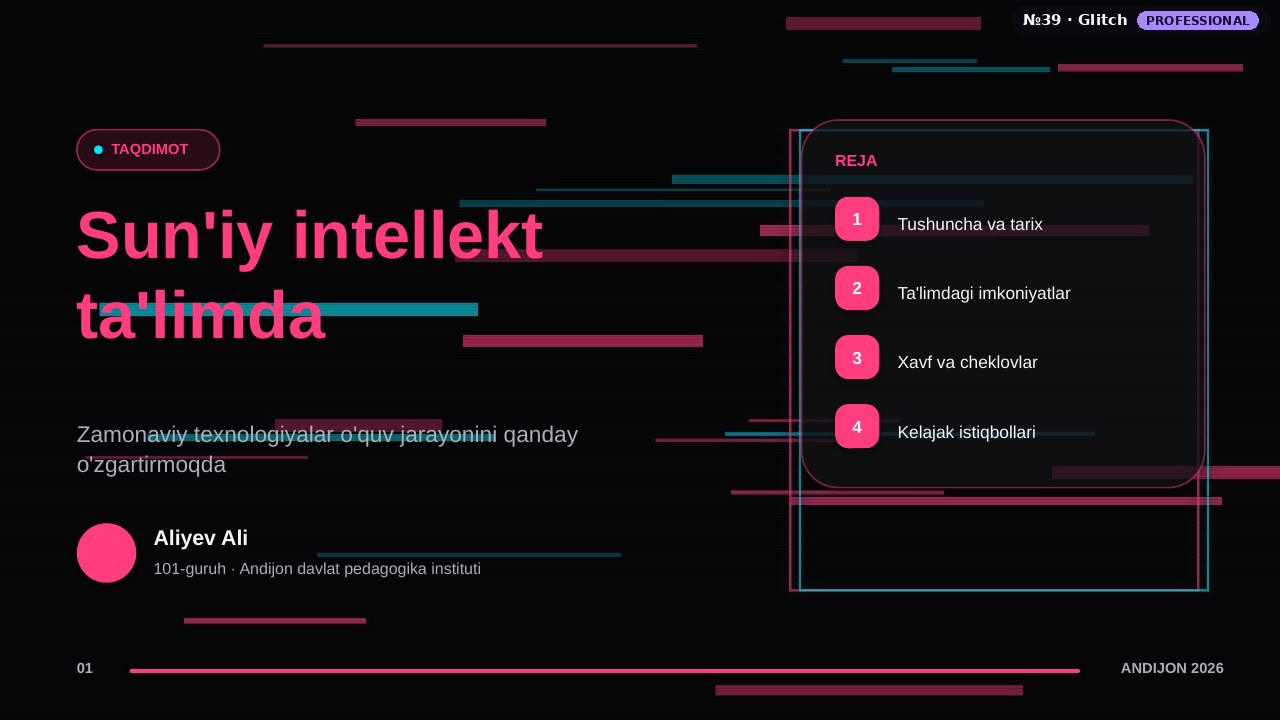 №39 · Glitch PROFESSIONAL
TAQDIMOT
Sun'iy intellekt
ta'limda
Zamonaviy texnologiyalar o'quv jarayonini qanday
o'zgartirmoqda
Aliyev Ali
101-guruh · Andijon davlat pedagogika instituti
REJA
1 Tushuncha va tarix
2 Ta'limdagi imkoniyatlar
3 Xavf va cheklovlar
4 Kelajak istiqbollari
01
ANDIJON 2026